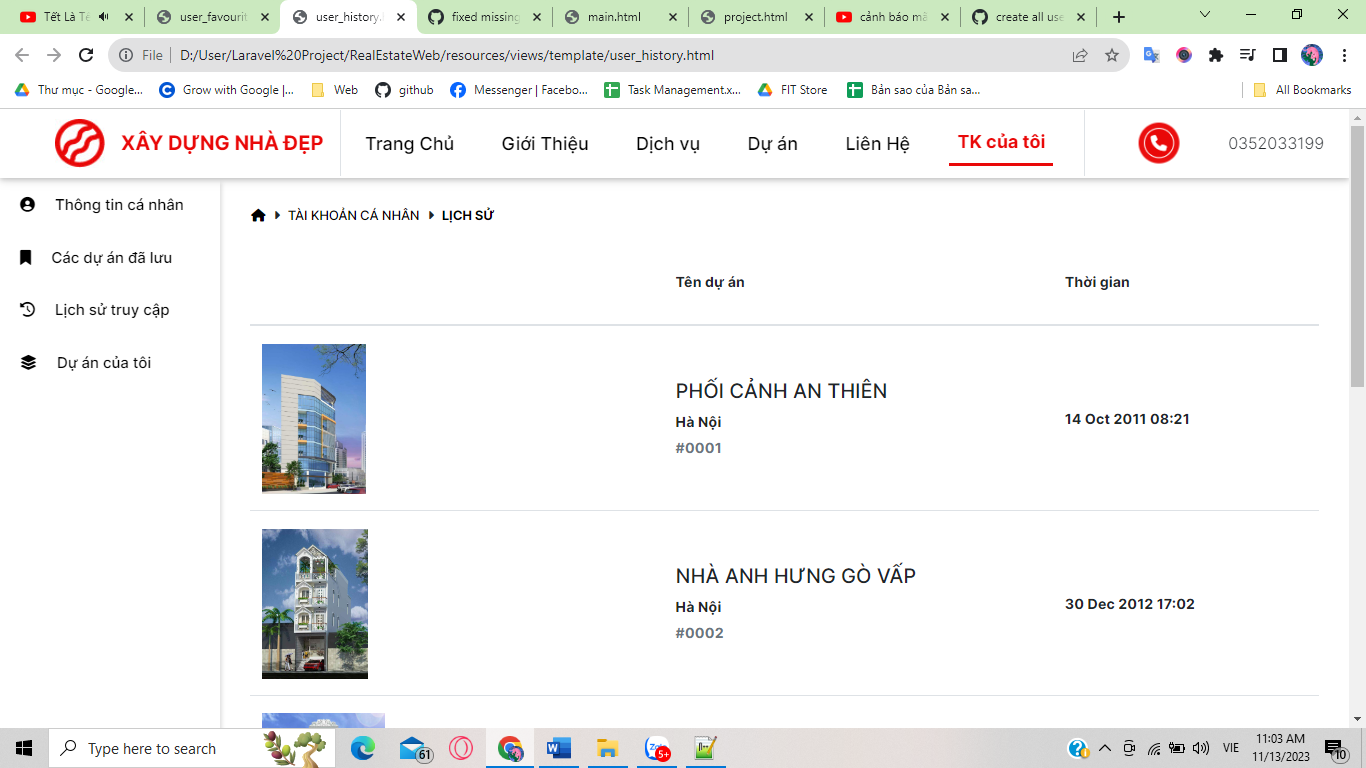 Tết Là Tế
user_favourit
user_history.
fixed missing
main.html
project.html
cảnh báo mã
create all use
File
D:/User/Laravel%20Project/RealEstateWeb/resources/views/template/user_history.html
Thư mục - Google...
Grow with Google |...
Web
github
Messenger | Facebo...
Task Management.x...
FIT Store
Bản sao của Bản sa...
All Bookmarks
XÂY DỰNG NHÀ ĐẸP
Trang Chủ
Giới Thiệu
Dịch vụ
Dự án
Liên Hệ
TK của tôi
0352033199
Thông tin cá nhân
Các dự án đã lưu
Lịch sử truy cập
Dự án của tôi
TÀI KHOẢN CÁ NHÂN
LỊCH SỬ
Tên dự án
Thời gian
PHỐI CẢNH AN THIÊN
Hà Nội
#0001
14 Oct 2011 08:21
NHÀ ANH HƯNG GÒ VẤP
Hà Nội
#0002
30 Dec 2012 17:02
Type here to search
61
5+
VIE
11:03 AM
11/13/2023
10